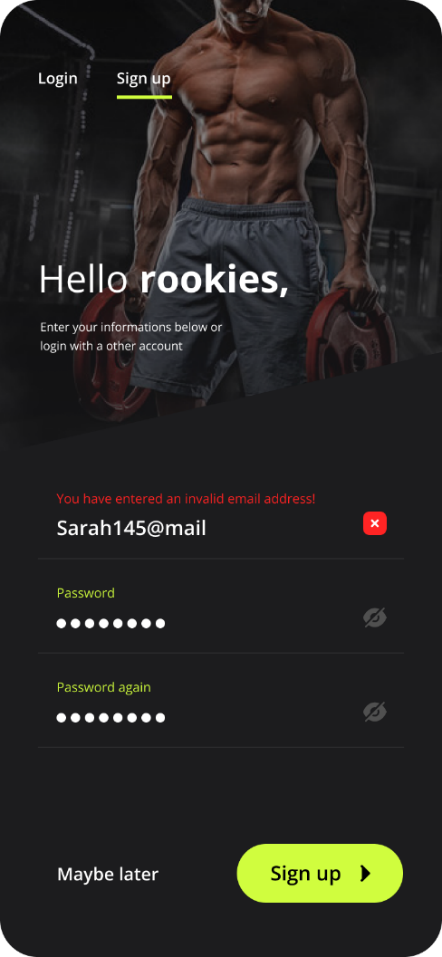 Login
Sign up
Hello rookies,
Enter your informations below or
login with a other account
You have entered an invalid email address!
Sarah145@mail
Password
Password again
Maybe later
Sign up